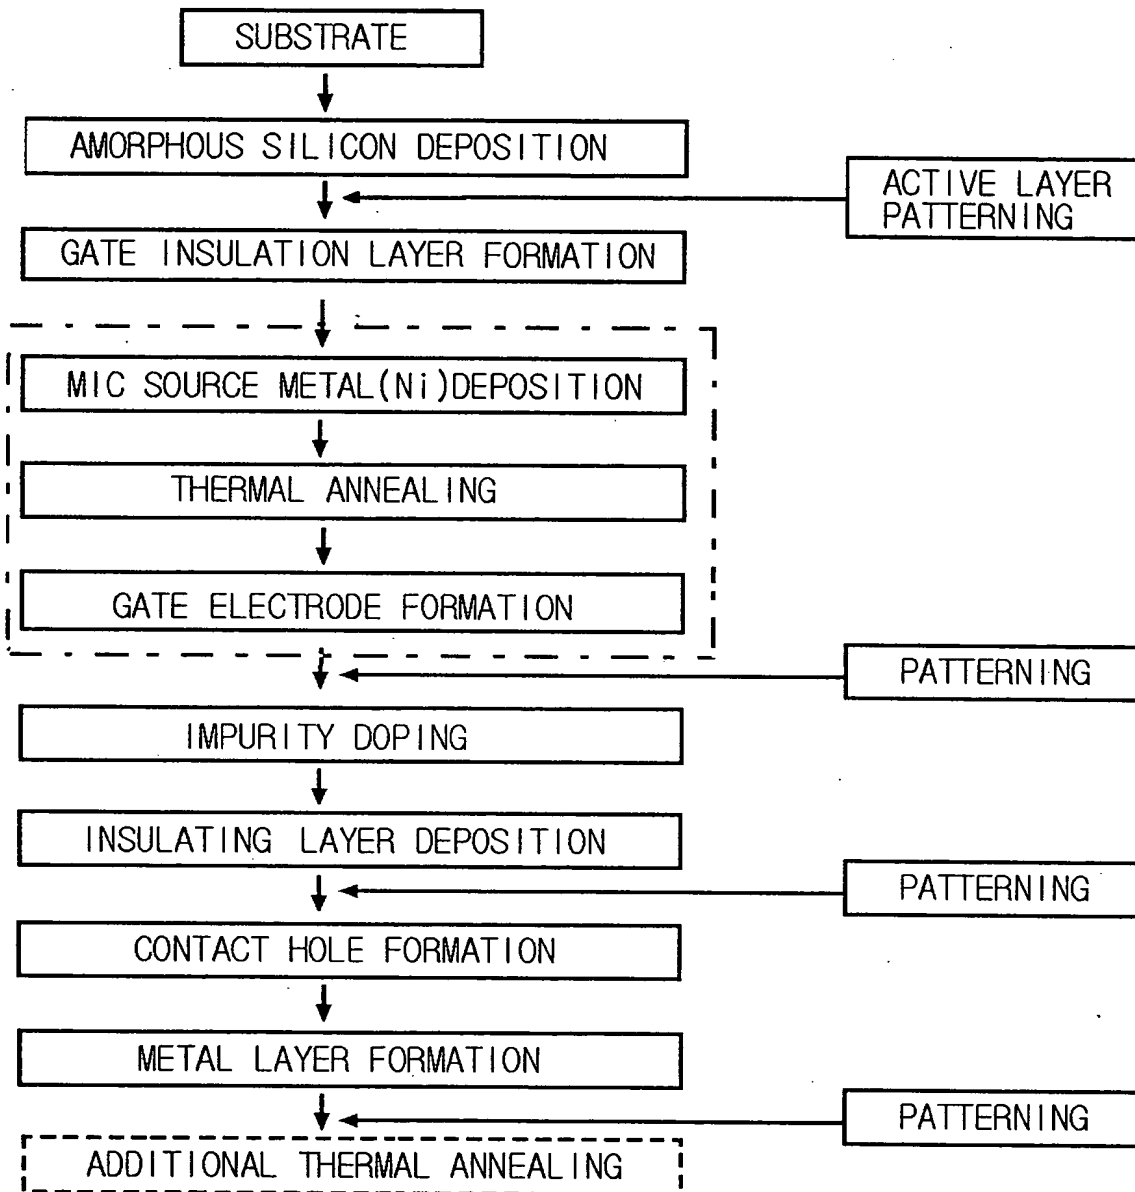 SUBSTRATE
AMORPHOUS SILICON DEPOSITION
ACTIVE LAYER
PATTERNING
GATE INSULATION LAYER FORMATION
MIC SOURCE METAL(Ni)DEPOSITION
THERMAL ANNEALING
GATE ELECTRODE FORMATION
PATTERNING
IMPURITY DOPING
INSULATING LAYER DEPOSITION
PATTERNING
CONTACT HOLE FORMATION
METAL LAYER FORMATION
PATTERNING
ADDITIONAL THERMAL ANNEALING